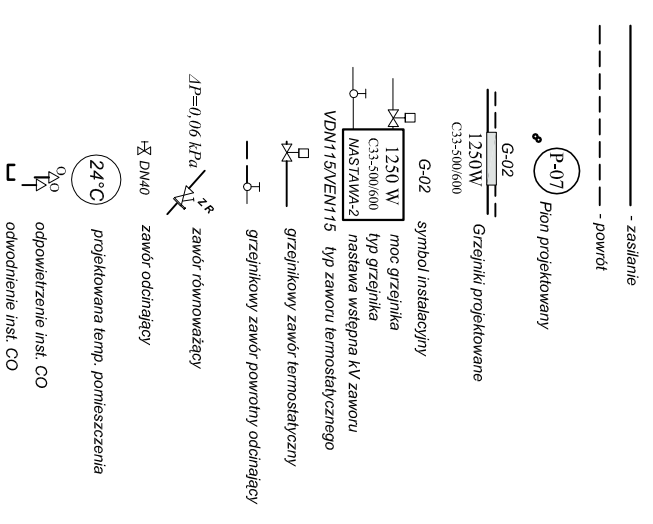 - zasilanie
- powrót
P-07 Pion projektowany
G-02
1250W
C33-500/600
Grzejniki projektowane
G-02 symbol instalacyjny
1250 W moc grzejnika
C33-500/600 typ grzejnika
NASTAWA-2 nastawa wstępna kV zaworu
VDN115/VEN115 typ zaworu termostatycznego
grzejnikowy zawór termostatyczny
grzejnikowy zawór powrotny odcinający
ΔP=0,06 kPa
ZR
zawór równoważący
DN40 zawór odcinający
24°C projektowana temp. pomieszczenia
odpowietrzenie inst. CO
odwodnienie inst. CO